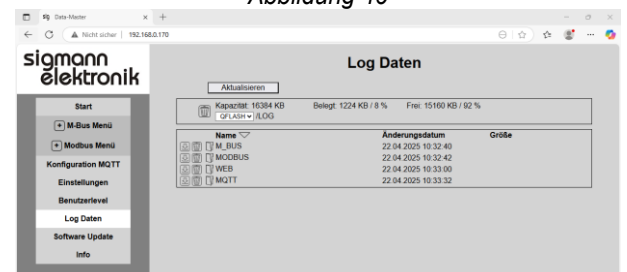 Abbildung 10
Data-Master
Nicht sicher 192.168.0.170
sigmann
elektronik
Log Daten
Aktualisieren
Start
Kapazität: 16384 KB Belegt: 1224 KB / 8 % Frei: 15160 KB / 92 %
QFLASH /LOG
M-Bus Menü
Modbus Menü
Name Änderungsdatum Größe
M_BUS 22.04.2025 10:32:40
MODBUS 22.04.2025 10:32:42
WEB 22.04.2025 10:33:00
MQTT 22.04.2025 10:33:32
Konfiguration MQTT
Einstellungen
Benutzerlevel
Log Daten
Software Update
Info